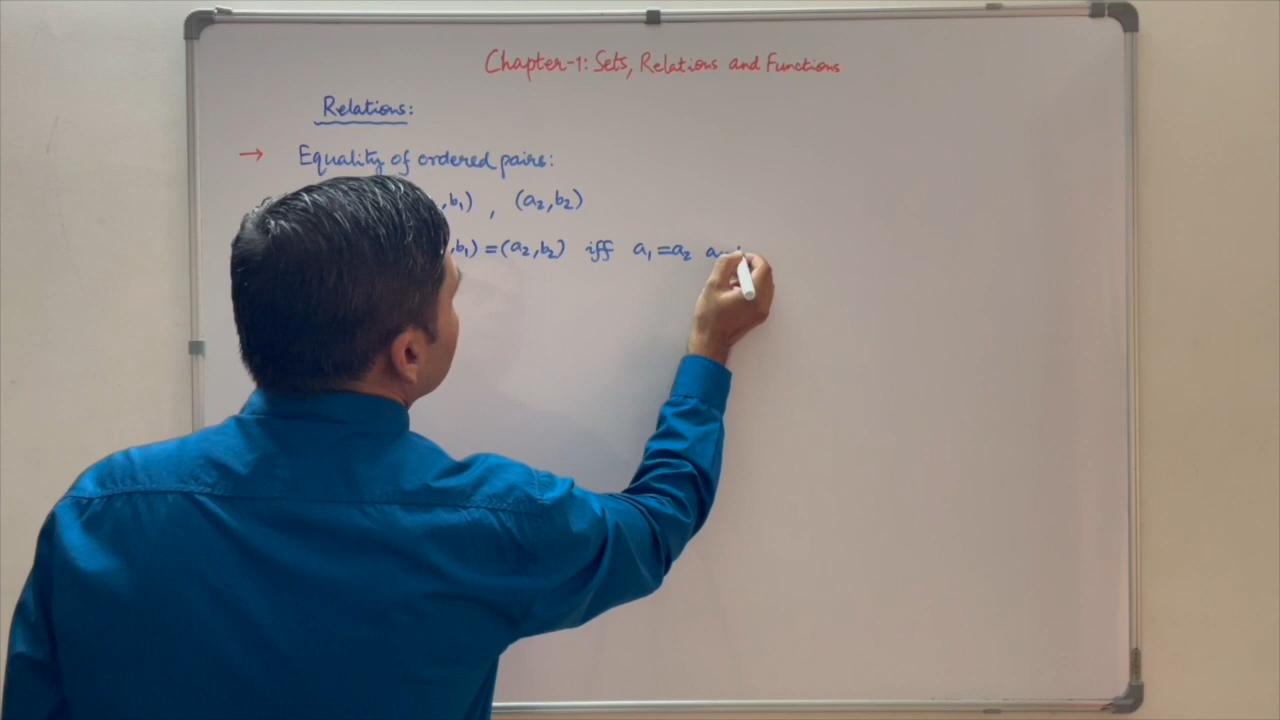 Chapter-1: Sets, Relations and Functions
Relations:
→ Equality of ordered pairs:
,b₁) , (a₂,b₂)
,b₁) = (a₂,b₂) iff a₁=a₂